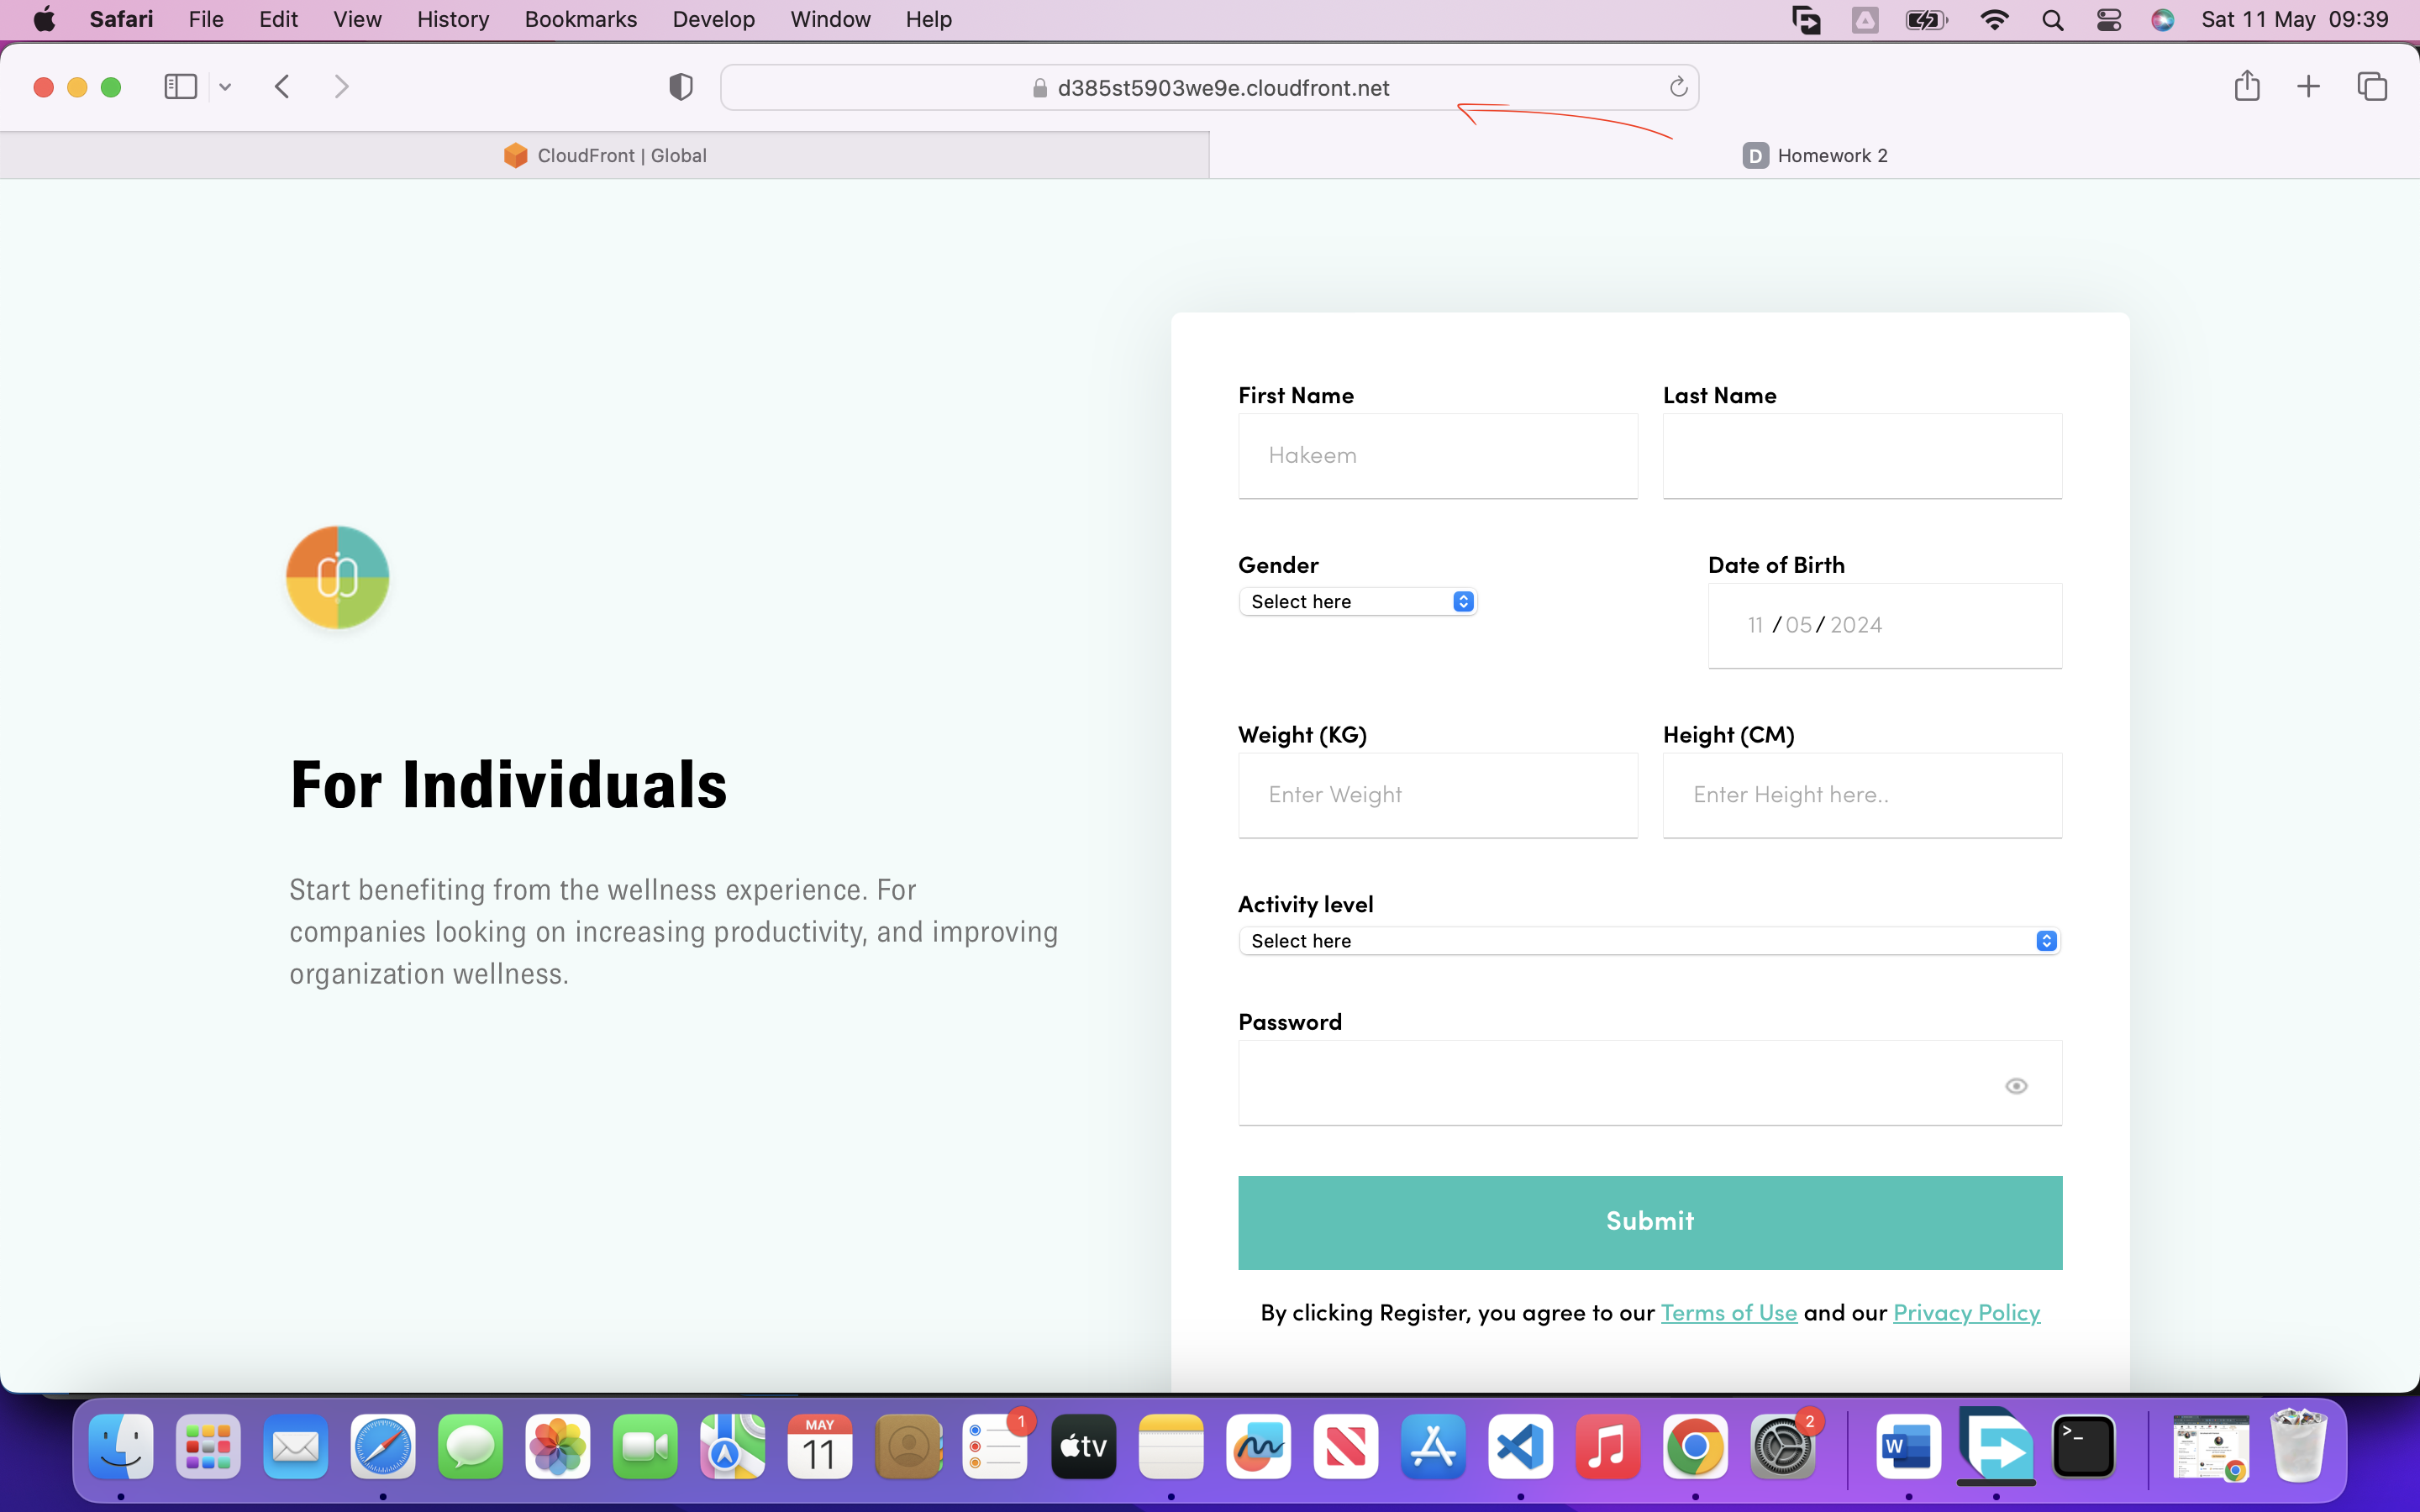 Safari File Edit View History Bookmarks Develop Window Help Sat 11 May 09:39
d385st5903we9e.cloudfront.net
CloudFront | Global
D Homework 2
First Name Last Name
Hakeem
Gender Date of Birth
Select here
11 / 05 / 2024
For Individuals
Start benefiting from the wellness experience. For
companies looking on increasing productivity, and improving
organization wellness.
Weight (KG) Height (CM)
Enter Weight Enter Height here..
Activity level
Select here
Password
Submit
By clicking Register, you agree to our Terms of Use and our Privacy Policy
MAY
11
1
tv
2
W
>_